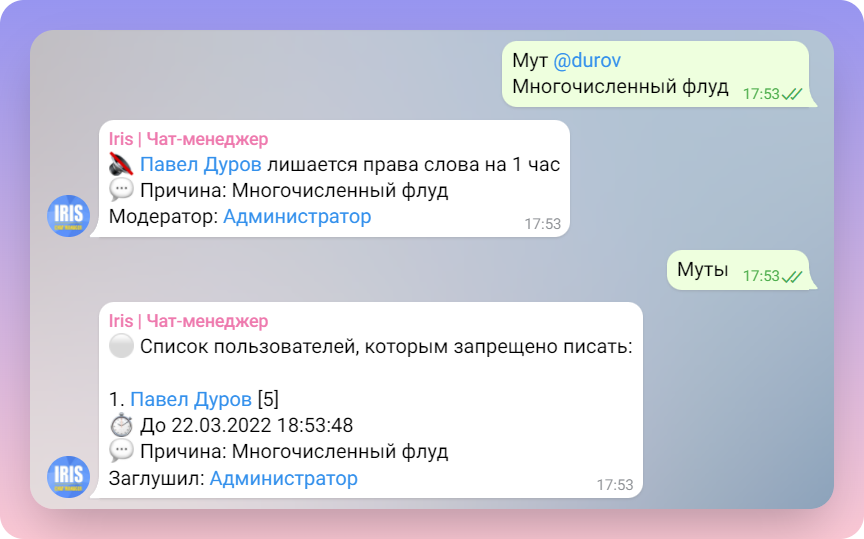 Мут @durov
Многочисленный флуд
17:53
Iris | Чат-менеджер
Павел Дуров лишается права слова на 1 час
Причина: Многочисленный флуд
Модератор: Администратор
17:53
IRIS
Муты
17:53
Iris | Чат-менеджер
Список пользователей, которым запрещено писать:
1. Павел Дуров [5]
До 22.03.2022 18:53:48
Причина: Многочисленный флуд
Заглушил: Администратор
17:53
IRIS